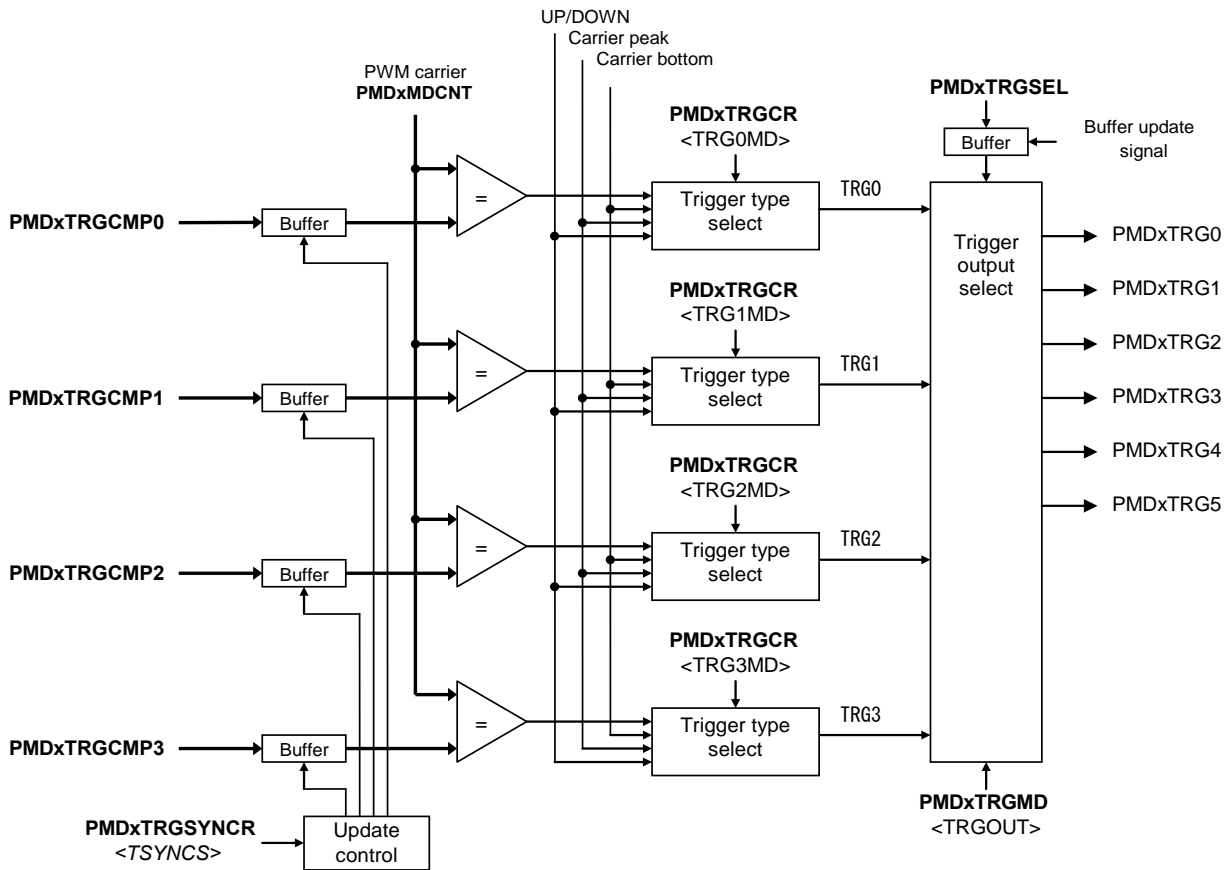 UP/DOWN
Carrier peak
Carrier bottom
PWM carrier
PMDxMDCNT
PMDxTRGCR
<TRG0MD>
PMDxTRGSEL
Buffer
Buffer update
signal
=
Trigger type
select
TRG0
PMDxTRGCMP0
Buffer
Trigger
output
select
PMDxTRG0
PMDxTRG1
PMDxTRG2
PMDxTRG3
PMDxTRG4
PMDxTRG5
PMDxTRGCR
<TRG1MD>
=
Trigger type
select
TRG1
PMDxTRGCMP1
Buffer
PMDxTRGCR
<TRG2MD>
=
Trigger type
select
TRG2
PMDxTRGCMP2
Buffer
PMDxTRGCR
<TRG3MD>
=
Trigger type
select
TRG3
PMDxTRGCMP3
Buffer
PMDxTRGMD
<TRGOUT>
PMDxTRGSYNCR
<TSYNCS>
Update
control